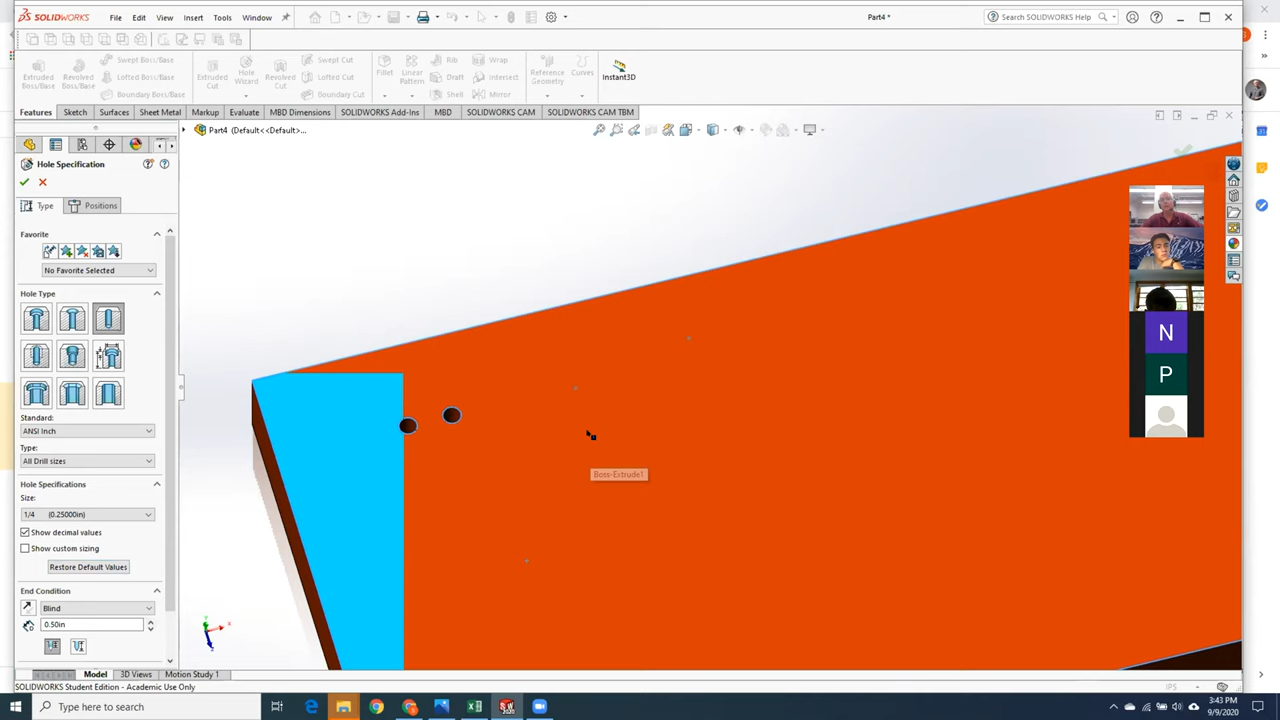 SOLIDWORKS File Edit View Insert Tools Window Part4 * Search SOLIDWORKS Help
Extruded Boss/Base Revolved Boss/Base Swept Boss/Base Lofted Boss/Base Boundary Boss/Base Extruded Cut Hole Wizard Revolved Cut Swept Cut Lofted Cut Boundary Cut Fillet Linear Pattern Rib Draft Shell Wrap Intersect Mirror Reference Geometry Curves Instant3D
Features Sketch Surfaces Sheet Metal Markup Evaluate MBD Dimensions SOLIDWORKS Add-Ins MBD SOLIDWORKS CAM SOLIDWORKS CAM TBM
Part4 (Default<<Default>...
Hole Specification
Type Positions
Favorite
No Favorite Selected
Hole Type
Standard:
ANSI Inch
Type:
All Drill sizes
Hole Specifications
Size:
1/4 (0.25000in)
Show decimal values
Show custom sizing
Restore Default Values
End Condition
Blind
0.50in
Boss-Extrude1
N
P
Model 3D Views Motion Study 1
SOLIDWORKS Student Edition - Academic Use Only IPS
Type here to search
3:43 PM
9/9/2020